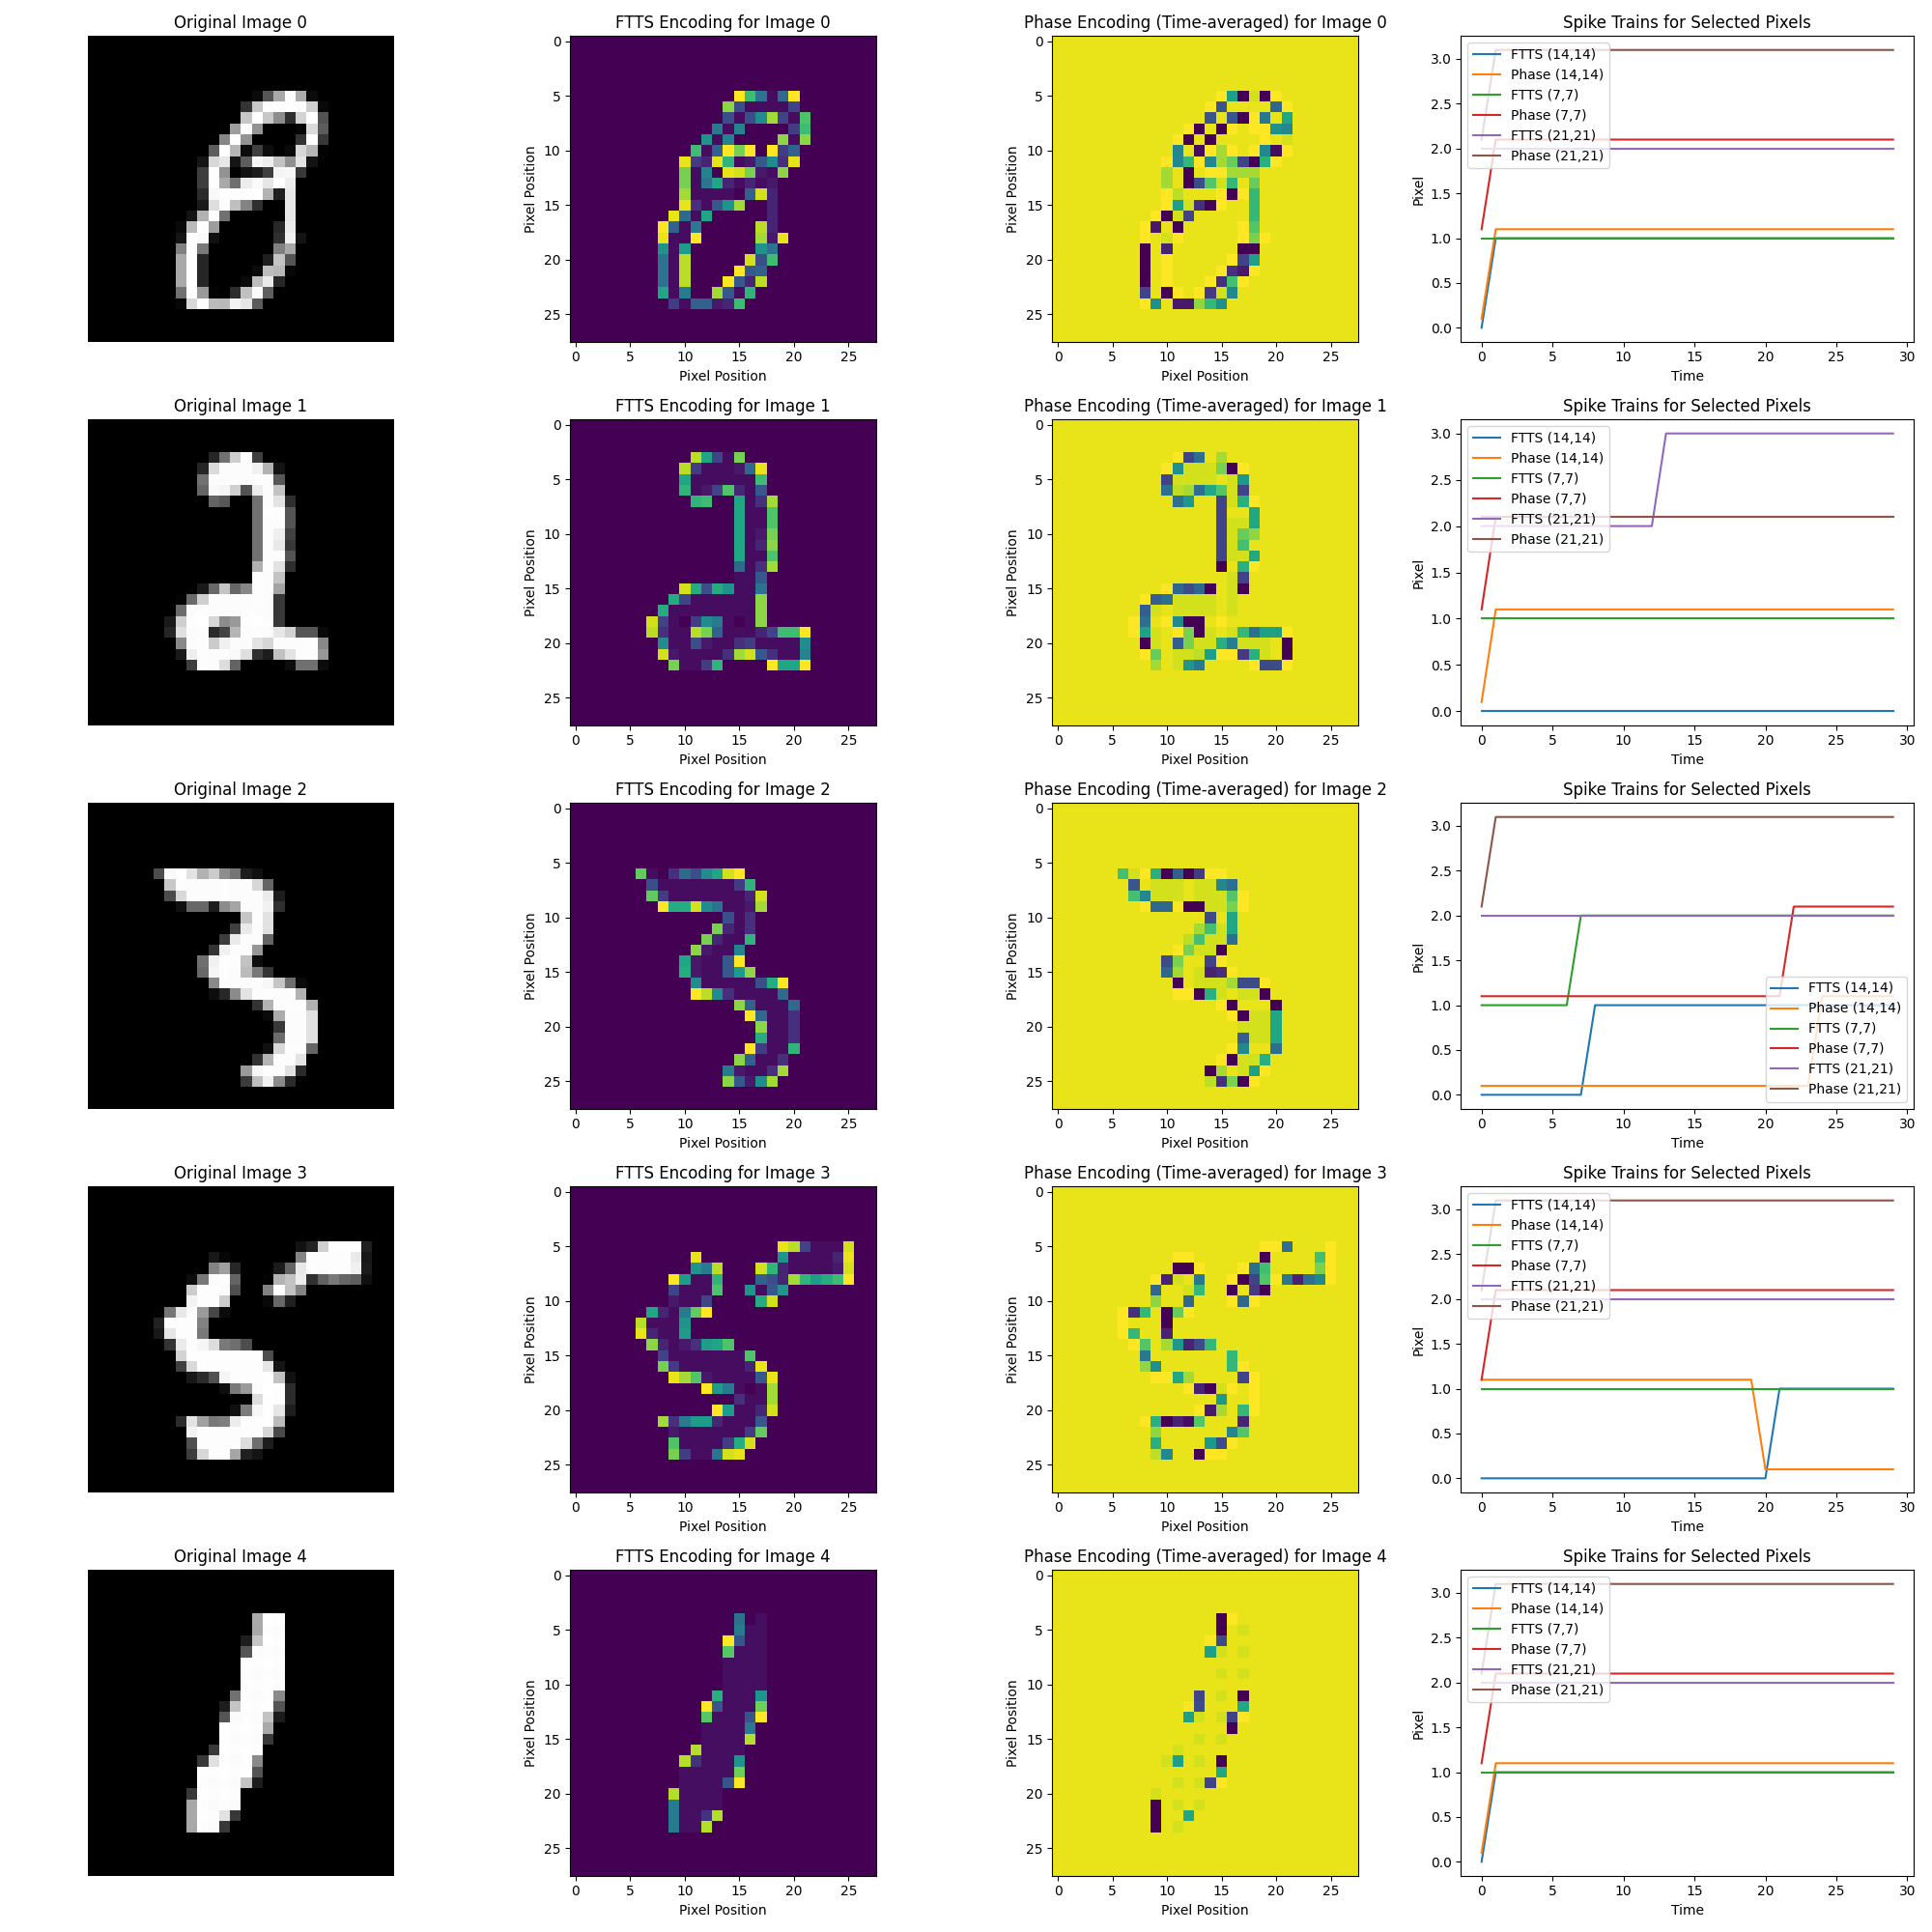 Original Image 0
FTTS Encoding for Image 0
Phase Encoding (Time-averaged) for Image 0
Spike Trains for Selected Pixels
0
5
10
15
20
25
Pixel Position
0 5 10 15 20 25
Pixel Position
0
5
10
15
20
25
Pixel Position
0 5 10 15 20 25
Pixel Position
3.0
2.5
2.0
1.5
1.0
0.5
0.0
Pixel
FTTS (14,14)
Phase (14,14)
FTTS (7,7)
Phase (7,7)
FTTS (21,21)
Phase (21,21)
0 5 10 15 20 25 30
Time
Original Image 1
FTTS Encoding for Image 1
Phase Encoding (Time-averaged) for Image 1
Spike Trains for Selected Pixels
0
5
10
15
20
25
Pixel Position
0 5 10 15 20 25
Pixel Position
0
5
10
15
20
25
Pixel Position
0 5 10 15 20 25
Pixel Position
3.0
2.5
2.0
1.5
1.0
0.5
0.0
Pixel
FTTS (14,14)
Phase (14,14)
FTTS (7,7)
Phase (7,7)
FTTS (21,21)
Phase (21,21)
0 5 10 15 20 25 30
Time
Original Image 2
FTTS Encoding for Image 2
Phase Encoding (Time-averaged) for Image 2
Spike Trains for Selected Pixels
0
5
10
15
20
25
Pixel Position
0 5 10 15 20 25
Pixel Position
0
5
10
15
20
25
Pixel Position
0 5 10 15 20 25
Pixel Position
3.0
2.5
2.0
1.5
1.0
0.5
0.0
Pixel
FTTS (14,14)
Phase (14,14)
FTTS (7,7)
Phase (7,7)
FTTS (21,21)
Phase (21,21)
0 5 10 15 20 25 30
Time
Original Image 3
FTTS Encoding for Image 3
Phase Encoding (Time-averaged) for Image 3
Spike Trains for Selected Pixels
0
5
10
15
20
25
Pixel Position
0 5 10 15 20 25
Pixel Position
0
5
10
15
20
25
Pixel Position
0 5 10 15 20 25
Pixel Position
3.0
2.5
2.0
1.5
1.0
0.5
0.0
Pixel
FTTS (14,14)
Phase (14,14)
FTTS (7,7)
Phase (7,7)
FTTS (21,21)
Phase (21,21)
0 5 10 15 20 25 30
Time
Original Image 4
FTTS Encoding for Image 4
Phase Encoding (Time-averaged) for Image 4
Spike Trains for Selected Pixels
0
5
10
15
20
25
Pixel Position
0 5 10 15 20 25
Pixel Position
0
5
10
15
20
25
Pixel Position
0 5 10 15 20 25
Pixel Position
3.0
2.5
2.0
1.5
1.0
0.5
0.0
Pixel
FTTS (14,14)
Phase (14,14)
FTTS (7,7)
Phase (7,7)
FTTS (21,21)
Phase (21,21)
0 5 10 15 20 25 30
Time